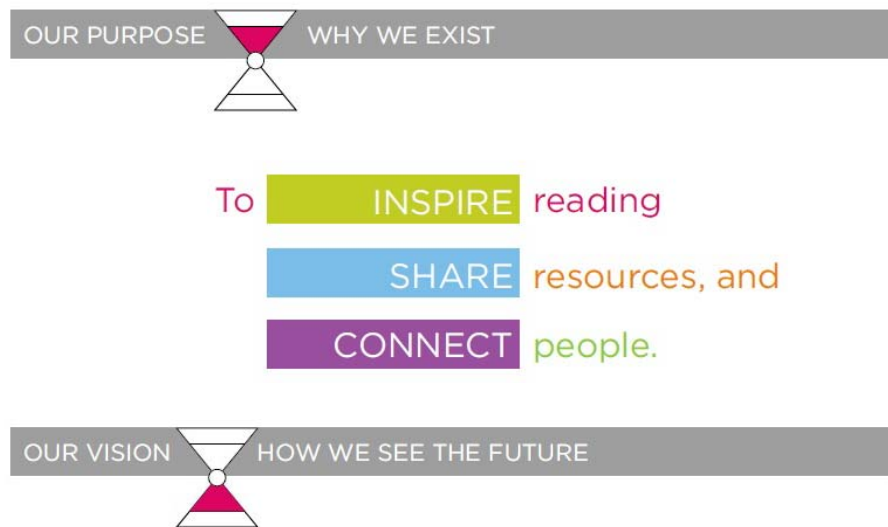 OUR PURPOSE WHY WE EXIST
To INSPIRE reading
SHARE resources, and
CONNECT people.
OUR VISION HOW WE SEE THE FUTURE